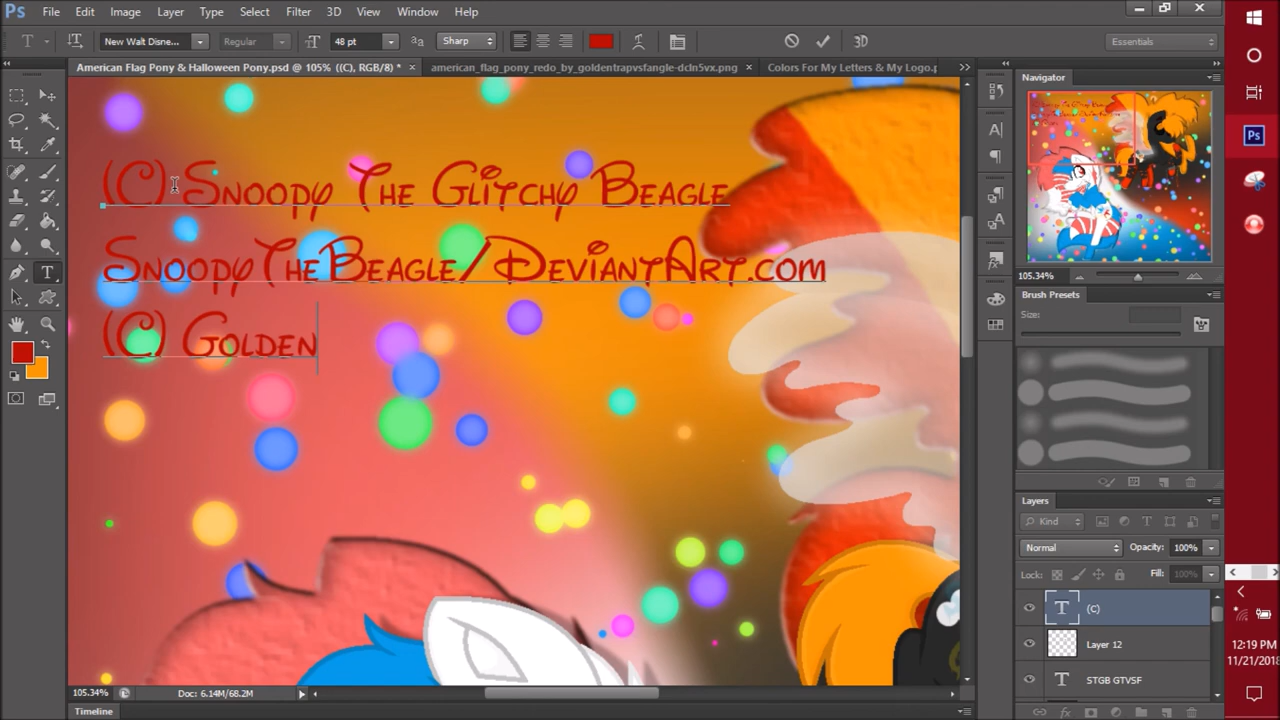 Ps File Edit Image Layer Type Select Filter 3D View Window Help
T New Walt Disne... Regular 48 pt aa Sharp 3D Essentials
American Flag Pony & Halloween Pony.psd @ 105% ((C), RGB/8) * × american_flag_pony_redo_by_goldentrapvsfangle-dcln5vx.png × Colors For My Letters & My Logo.p
Navigator
(C) Snoopy The Glitchy Beagle
SnoopyTheBeagle/DeviantArt.com
(C) Golden
105.34%
Brush Presets
Size:
Layers
Kind
Normal Opacity: 100%
Lock: Fill: 100%
T (C)
Layer 12
T STGB GTVSF
105.34% Doc: 6.14M/68.2M
Timeline
Ps
12:19 PM